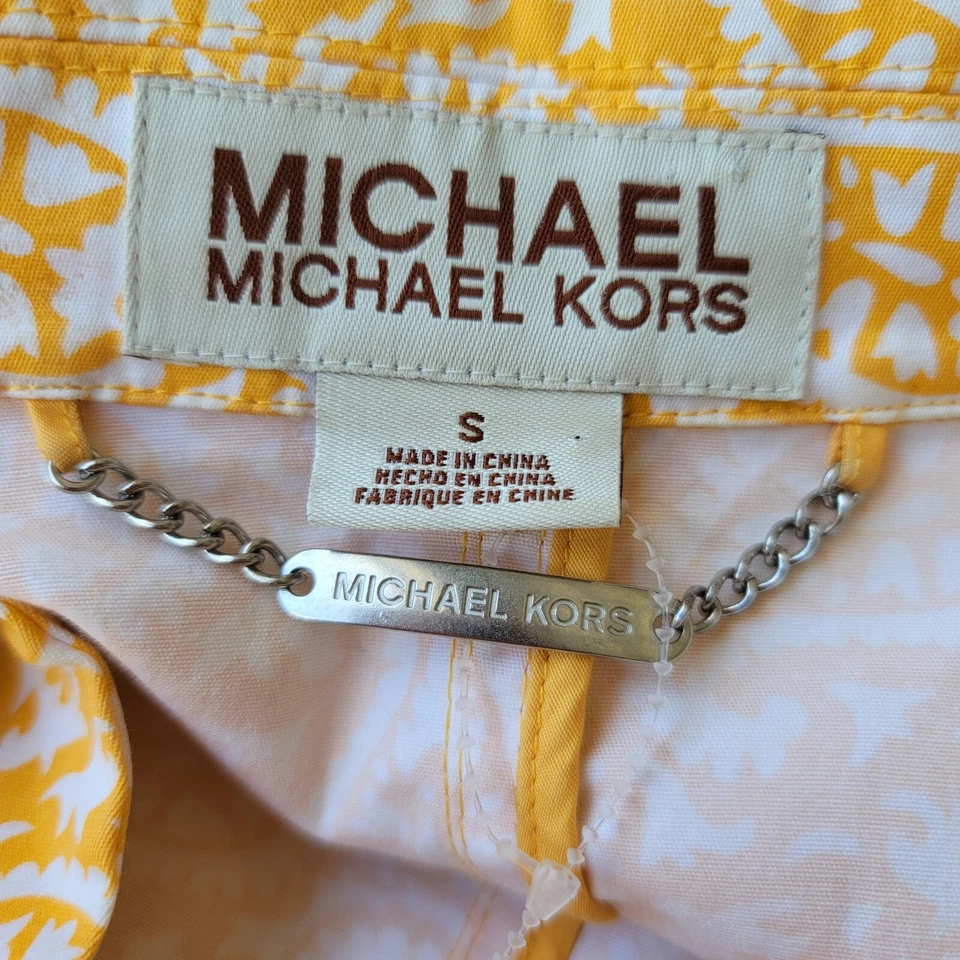 MICHAEL
MICHAEL KORS
S
MADE IN CHINA
HECHO EN CHINA
FABRIQUE EN CHINE
MICHAEL KORS